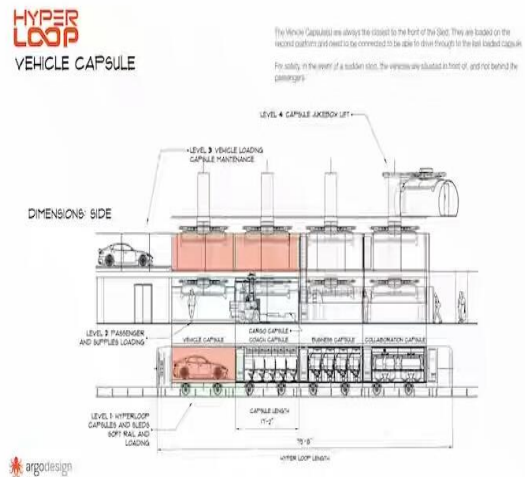 HYPER
LOOP
VEHICLE CAPSULE
The Vehicle Capsule(s) are always the closest to the front of the Sled. They are loaded on the
second platform and need to be connected to be able to drive through to the last loaded capsule.
For safety, in the event of a sudden stop, the vehicles are situated in front of, and not behind the
passengers.
LEVEL 4: CAPSULE JUKEBOX LIFT
LEVEL 3: VEHICLE LOADING
CAPSULE MAINTENANCE
DIMENSIONS: SIDE
LEVEL 2: PASSENGER
AND SUPPLIES LOADING
CARGO CAPSULE
VEHICLE CAPSULE
COACH CAPSULE
BUSINESS CAPSULE
COLLABORATION CAPSULE
LEVEL 1: HYPERLOOP
CAPSULES AND SLEDS
SOFT RAIL AND
LOADING
CAPSULE LENGTH
HYPER LOOP LENGTH
argodesign